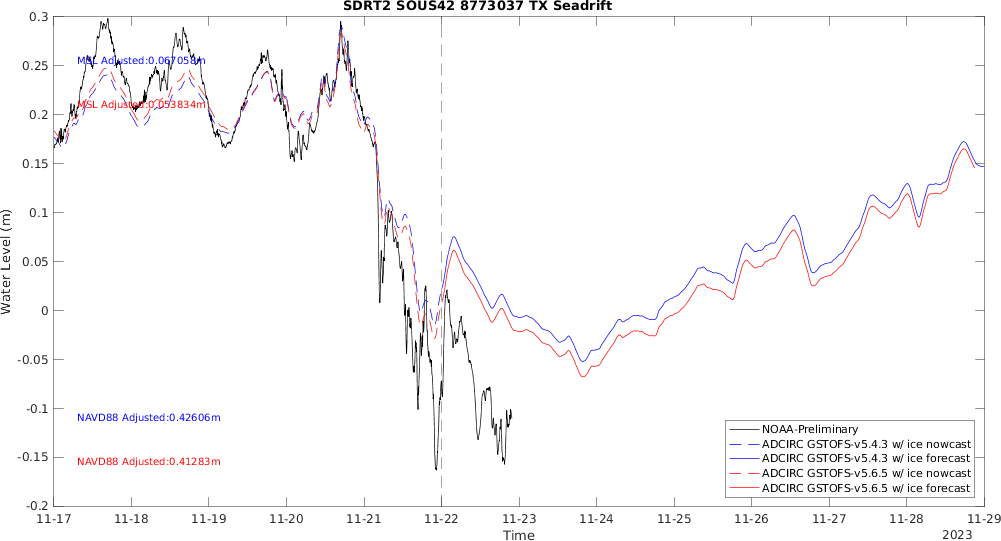 SDRT2 SOUS42 8773037 TX Seadrift
0.3
0.25
0.2
0.15
0.1
0.05
0
-0.05
-0.1
-0.15
-0.2
Water Level (m)
MSL Adjusted:0.067058m
MSL Adjusted:0.053834m
NAVD88 Adjusted:0.42606m
NAVD88 Adjusted:0.41283m
NOAA-Preliminary
ADCIRC GSTOFS-v5.4.3 w/ ice nowcast
ADCIRC GSTOFS-v5.4.3 w/ ice forecast
ADCIRC GSTOFS-v5.6.5 w/ ice nowcast
ADCIRC GSTOFS-v5.6.5 w/ ice forecast
11-17 11-18 11-19 11-20 11-21 11-22 11-23 11-24 11-25 11-26 11-27 11-28 11-29
Time
2023